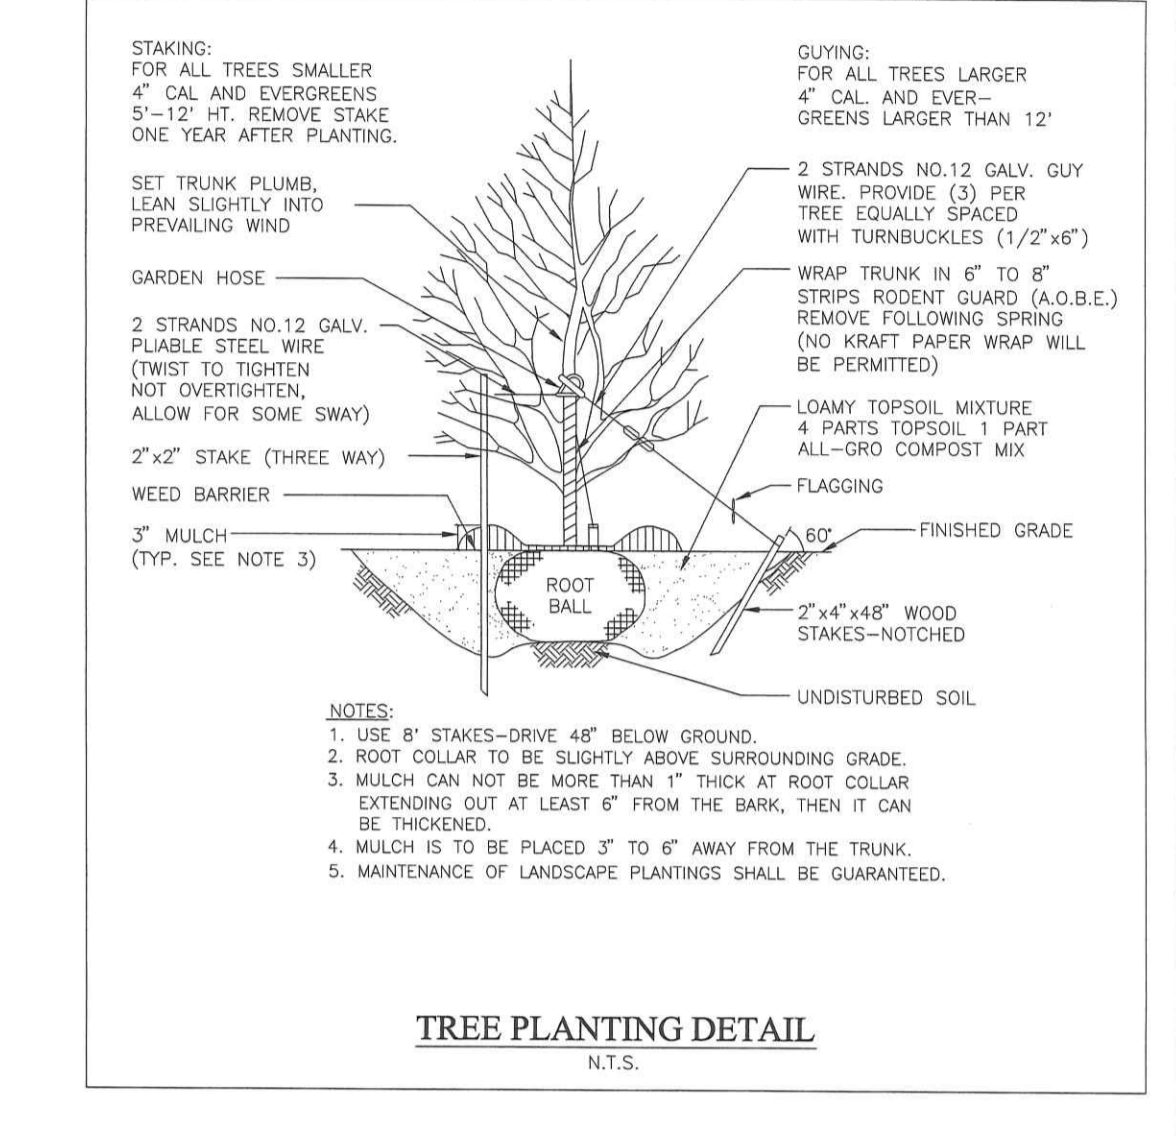 STAKING:
FOR ALL TREES SMALLER
4" CAL AND EVERGREENS
5'-12' HT. REMOVE STAKE
ONE YEAR AFTER PLANTING.
SET TRUNK PLUMB,
LEAN SLIGHTLY INTO
PREVAILING WIND
GARDEN HOSE
2 STRANDS NO.12 GALV.
PLIABLE STEEL WIRE
(TWIST TO TIGHTEN
NOT OVERTIGHTEN,
ALLOW FOR SOME SWAY)
2"x2" STAKE (THREE WAY)
WEED BARRIER
3" MULCH
(TYP. SEE NOTE 3)
GUYING:
FOR ALL TREES LARGER
4" CAL. AND EVER-
GREENS LARGER THAN 12'
2 STRANDS NO.12 GALV. GUY
WIRE. PROVIDE (3) PER
TREE EQUALLY SPACED
WITH TURNBUCKLES (1/2"x6")
WRAP TRUNK IN 6" TO 8"
STRIPS RODENT GUARD (A.O.B.E.)
REMOVE FOLLOWING SPRING
(NO KRAFT PAPER WRAP WILL
BE PERMITTED)
LOAMY TOPSOIL MIXTURE
4 PARTS TOPSOIL 1 PART
ALL-GRO COMPOST MIX
FLAGGING
60°
FINISHED GRADE
2"x4"x48" WOOD
STAKES-NOTCHED
UNDISTURBED SOIL
ROOT
BALL
NOTES:
1. USE 8' STAKES-DRIVE 48" BELOW GROUND.
2. ROOT COLLAR TO BE SLIGHTLY ABOVE SURROUNDING GRADE.
3. MULCH CAN NOT BE MORE THAN 1" THICK AT ROOT COLLAR
EXTENDING OUT AT LEAST 6" FROM THE BARK, THEN IT CAN
BE THICKENED.
4. MULCH IS TO BE PLACED 3" TO 6" AWAY FROM THE TRUNK.
5. MAINTENANCE OF LANDSCAPE PLANTINGS SHALL BE GUARANTEED.
TREE PLANTING DETAIL
N.T.S.